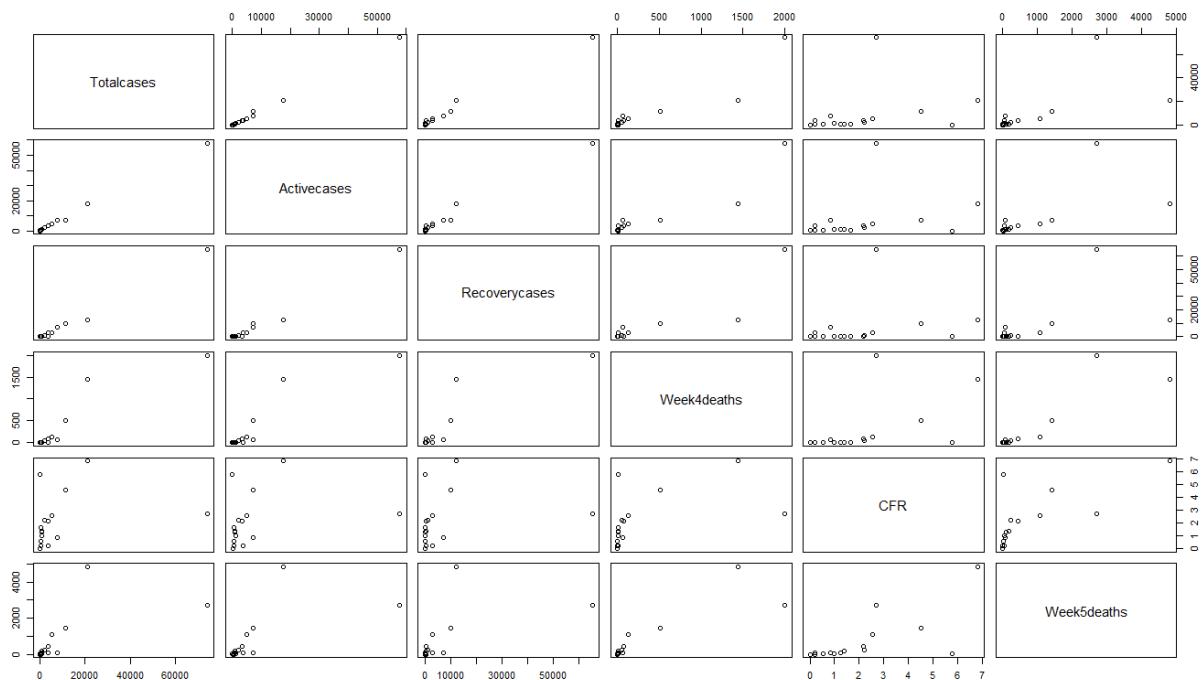 0 10000 30000 50000
0 500 1000 1500 2000
0 1000 2000 3000 4000 5000
Totalcases
0 40000
0 20000 50000
Activecases
Recoverycases
0 20000 60000
0 500 1500
Week4deaths
CFR
0 1 2 3 4 5 6 7
0 2000 4000
Week5deaths
0 20000 40000 60000
0 10000 30000 50000
0 1 2 3 4 5 6 7